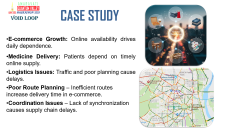 VOID LOOP
CASE STUDY
•E-commerce Growth: Online availability drives
daily dependence.
•Medicine Delivery: Patients depend on timely
online supply.
•Logistics Issues: Traffic and poor planning cause
delays.
•Poor Route Planning – Inefficient routes
increase delivery time in e-commerce.
•Coordination Issues – Lack of synchronization
causes supply chain delays.